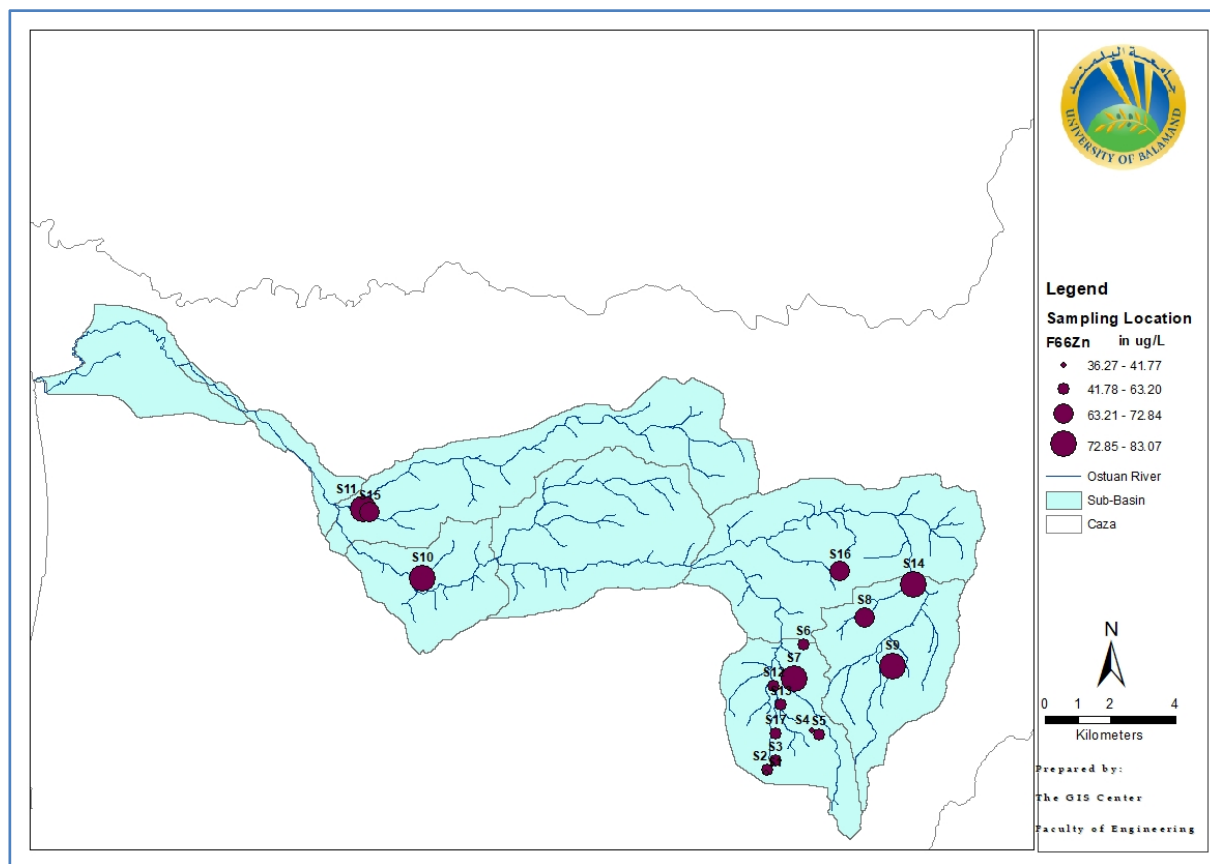 جامعة البلمند
UNIVERSITY OF BALAMAND
Legend
Sampling Location
F66Zn in ug/L
36.27 - 41.77
41.78 - 63.20
63.21 - 72.84
72.85 - 83.07
Ostuan River
Sub-Basin
Caza
S11
S15
S10
S16
S14
S8
S6
S9
S7
S12
S13
S17
S4
S5
S3
S2
N
0 1 2 4
Kilometers
Prepared by:
The GIS Center
Faculty of Engineering